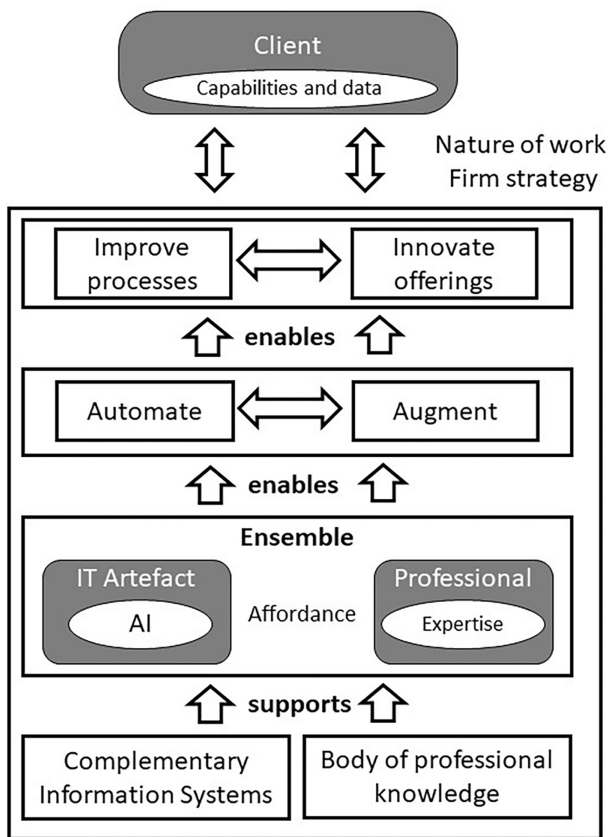 Client
Capabilities and data
Nature of work
Firm strategy
Improve
processes
Innovate
offerings
enables
Automate
Augment
enables
Ensemble
IT Artefact
AI
Affordance
Professional
Expertise
supports
Complementary
Information Systems
Body of professional
knowledge